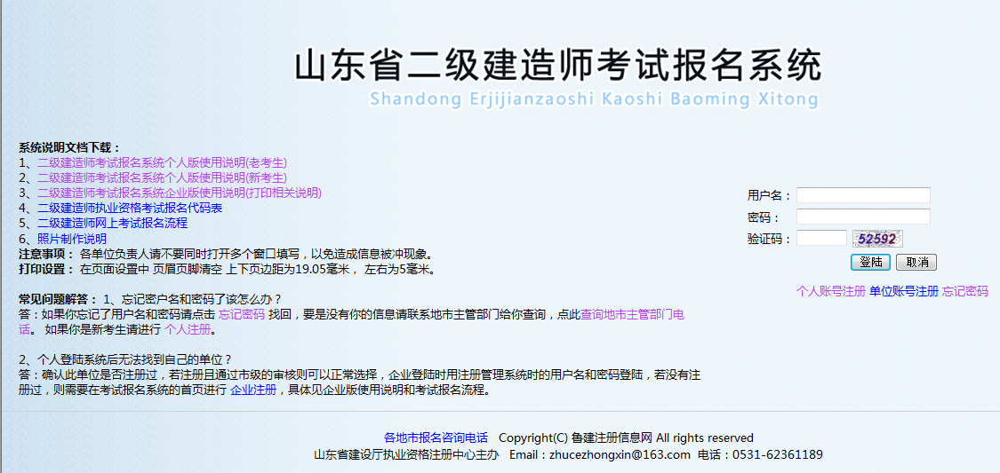 山东省二级建造师考试报名系统
Shandong Erjijianzaoshi Kaoshi Baoming Xitong
系统说明文档下载：
1、二级建造师考试报名系统个人版使用说明(老考生)
2、二级建造师考试报名系统个人版使用说明(新考生)
3、二级建造师考试报名系统企业版使用说明(打印相关说明)
4、二级建造师执业资格考试报名代码表
5、二级建造师网上考试报名流程
6、照片制作说明
注意事项： 各单位负责人请不要同时打开多个窗口填写，以免造成信息被冲现象。
打印设置： 在页面设置中 页眉页脚清空 上下页边距为19.05毫米， 左右为5毫米。
常见问题解答： 1、忘记密户名和密码了该怎么办？
答：如果你忘记了用户名和密码请点击 忘记密码 找回，要是没有你的信息请联系地市主管部门给你查询，点此查询地市主管部门电
话。 如果你是新考生请进行 个人注册。
2、个人登陆系统后无法找到自己的单位？
答：确认此单位是否注册过，若注册且通过市级的审核则可以正常选择，企业登陆时用注册管理系统时的用户名和密码登陆，若没有注
册过，则需要在考试报名系统的首页进行 企业注册，具体见企业版使用说明和考试报名流程。
用户名：
密码：
验证码： 52592
登陆 取消
个人账号注册 单位账号注册 忘记密码
各地市报名咨询电话 Copyright(C) 鲁建注册信息网 All rights reserved
山东省建设厅执业资格注册中心主办 Email：zhucezhongxin@163.com 电话：0531-62361189